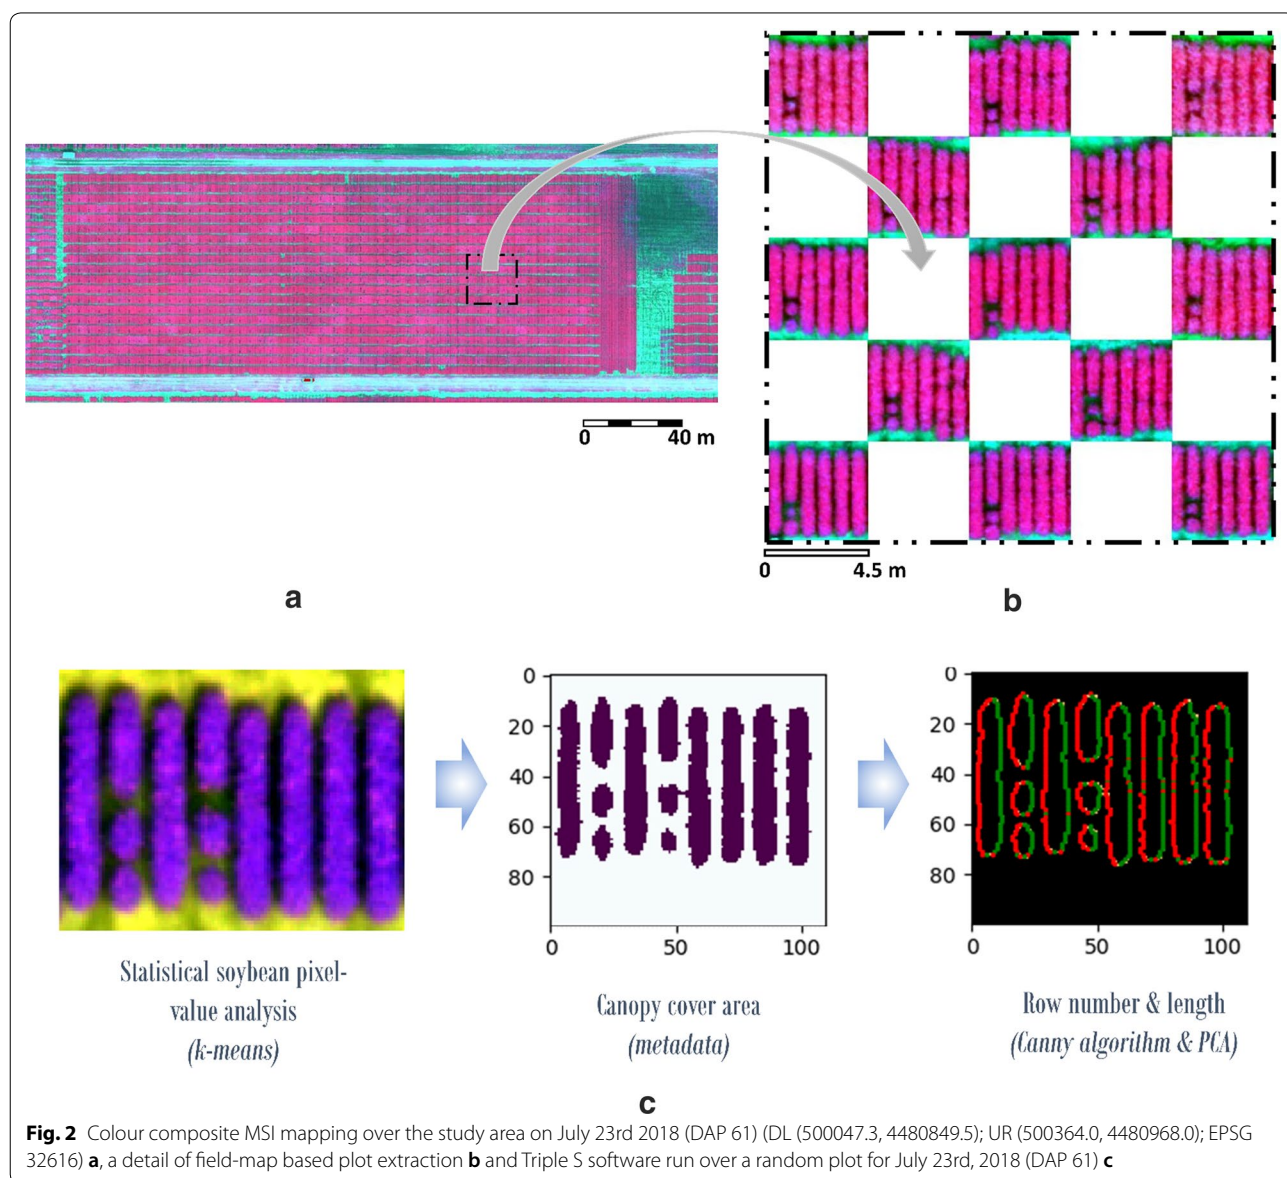 0 40 m
a
0 4.5 m
b
0
20
40
60
80
0 50 100
0
20
40
60
80
0 50 100
Statistical soybean pixel-
value analysis
(k-means)
Canopy cover area
(metadata)
Row number & length
(Canny algorithm & PCA)
c
Fig. 2 Colour composite MSI mapping over the study area on July 23rd 2018 (DAP 61) (DL (500047.3, 4480849.5); UR (500364.0, 4480968.0); EPSG
32616) a, a detail of field-map based plot extraction b and Triple S software run over a random plot for July 23rd, 2018 (DAP 61) c